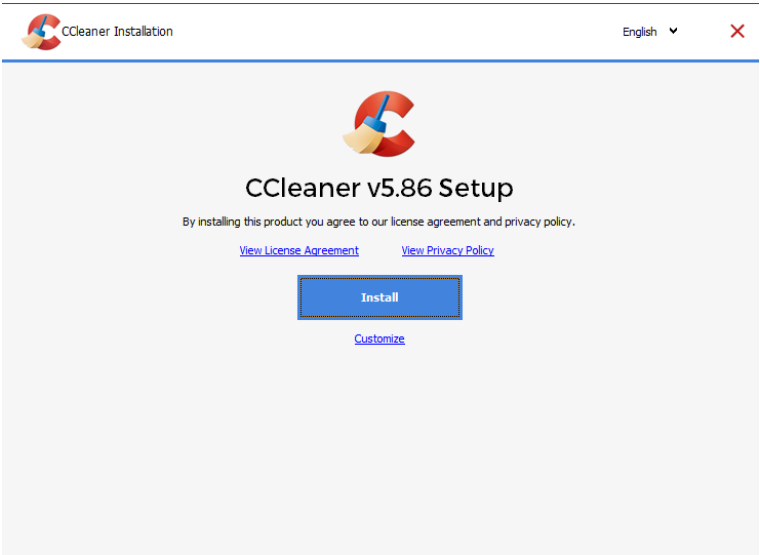 CCleaner Installation
English
CCleaner v5.86 Setup
By installing this product you agree to our license agreement and privacy policy.
View License Agreement View Privacy Policy
Install
Customize